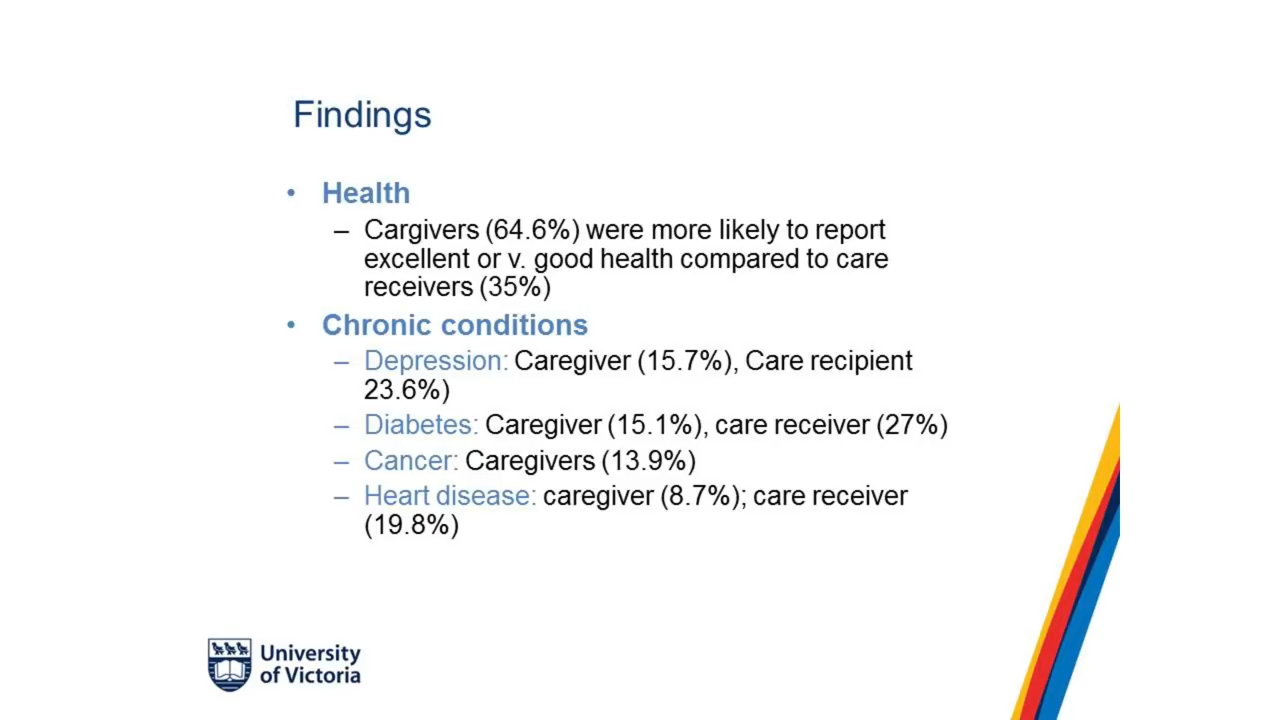 Findings
• Health
– Cargivers (64.6%) were more likely to report
excellent or v. good health compared to care
receivers (35%)
• Chronic conditions
– Depression: Caregiver (15.7%), Care recipient
23.6%)
– Diabetes: Caregiver (15.1%), care receiver (27%)
– Cancer: Caregivers (13.9%)
– Heart disease: caregiver (8.7%); care receiver
(19.8%)
University
of Victoria